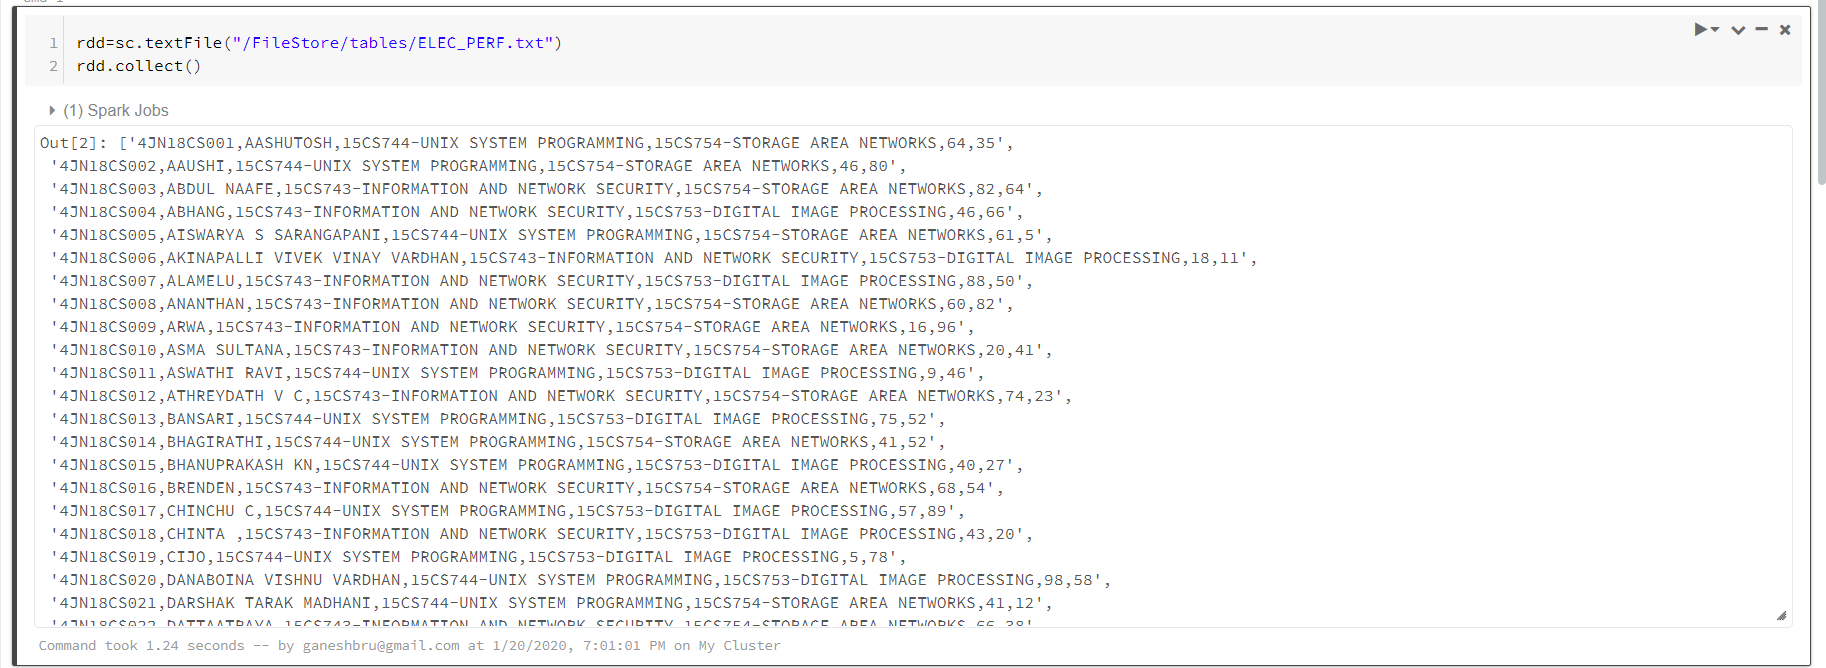 1 rdd=sc.textFile("/FileStore/tables/ELEC_PERF.txt")
2 rdd.collect()
(1) Spark Jobs
Out[2]: ['4JN18CS001,AASHUTOSH,15CS744-UNIX SYSTEM PROGRAMMING,15CS754-STORAGE AREA NETWORKS,64,35',
'4JN18CS002,AAUSHI,15CS744-UNIX SYSTEM PROGRAMMING,15CS754-STORAGE AREA NETWORKS,46,80',
'4JN18CS003,ABDUL NAAFE,15CS743-INFORMATION AND NETWORK SECURITY,15CS754-STORAGE AREA NETWORKS,82,64',
'4JN18CS004,ABHANG,15CS743-INFORMATION AND NETWORK SECURITY,15CS753-DIGITAL IMAGE PROCESSING,46,66',
'4JN18CS005,AISWARYA S SARANGAPANI,15CS744-UNIX SYSTEM PROGRAMMING,15CS754-STORAGE AREA NETWORKS,61,5',
'4JN18CS006,AKINAPALLI VIVEK VINAY VARDHAN,15CS743-INFORMATION AND NETWORK SECURITY,15CS753-DIGITAL IMAGE PROCESSING,18,11',
'4JN18CS007,ALAMELU,15CS743-INFORMATION AND NETWORK SECURITY,15CS753-DIGITAL IMAGE PROCESSING,88,50',
'4JN18CS008,ANANTHAN,15CS743-INFORMATION AND NETWORK SECURITY,15CS754-STORAGE AREA NETWORKS,60,82',
'4JN18CS009,ARWA,15CS743-INFORMATION AND NETWORK SECURITY,15CS754-STORAGE AREA NETWORKS,16,96',
'4JN18CS010,ASMA SULTANA,15CS743-INFORMATION AND NETWORK SECURITY,15CS754-STORAGE AREA NETWORKS,20,41',
'4JN18CS011,ASWATHI RAVI,15CS744-UNIX SYSTEM PROGRAMMING,15CS753-DIGITAL IMAGE PROCESSING,9,46',
'4JN18CS012,ATHREYDATH V C,15CS743-INFORMATION AND NETWORK SECURITY,15CS754-STORAGE AREA NETWORKS,74,23',
'4JN18CS013,BANSARI,15CS744-UNIX SYSTEM PROGRAMMING,15CS753-DIGITAL IMAGE PROCESSING,75,52',
'4JN18CS014,BHAGIRATHI,15CS744-UNIX SYSTEM PROGRAMMING,15CS754-STORAGE AREA NETWORKS,41,52',
'4JN18CS015,BHANUPRAKASH KN,15CS744-UNIX SYSTEM PROGRAMMING,15CS753-DIGITAL IMAGE PROCESSING,40,27',
'4JN18CS016,BRENDEN,15CS743-INFORMATION AND NETWORK SECURITY,15CS754-STORAGE AREA NETWORKS,68,54',
'4JN18CS017,CHINCHU C,15CS744-UNIX SYSTEM PROGRAMMING,15CS753-DIGITAL IMAGE PROCESSING,57,89',
'4JN18CS018,CHINTA ,15CS743-INFORMATION AND NETWORK SECURITY,15CS753-DIGITAL IMAGE PROCESSING,43,20',
'4JN18CS019,CIJO,15CS744-UNIX SYSTEM PROGRAMMING,15CS753-DIGITAL IMAGE PROCESSING,5,78',
'4JN18CS020,DANABOINA VISHNU VARDHAN,15CS744-UNIX SYSTEM PROGRAMMING,15CS753-DIGITAL IMAGE PROCESSING,98,58',
'4JN18CS021,DARSHAK TARAK MADHANI,15CS744-UNIX SYSTEM PROGRAMMING,15CS754-STORAGE AREA NETWORKS,41,12',
'4JN18CS022,DATTAATRAYA,15CS743-INFORMATION AND NETWORK SECURITY,15CS754-STORAGE AREA NETWORKS,66,38'
Command took 1.24 seconds -- by ganeshbru@gmail.com at 1/20/2020, 7:01:01 PM on My Cluster